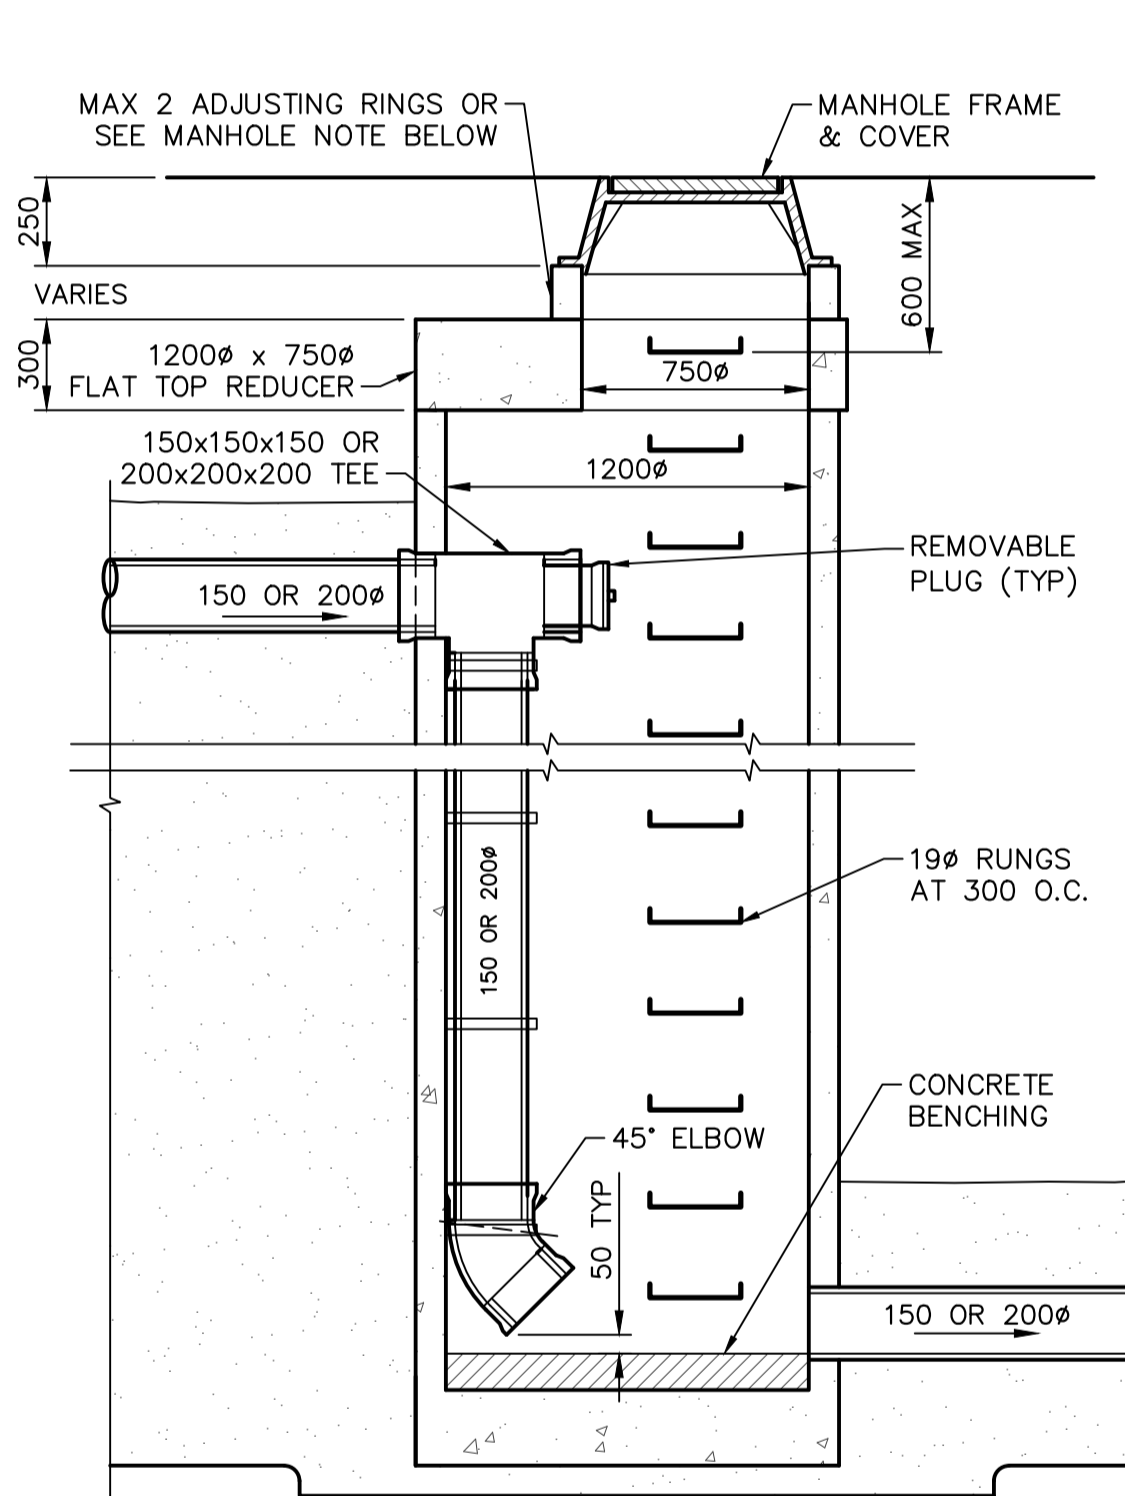 MAX 2 ADJUSTING RINGS OR
SEE MANHOLE NOTE BELOW
MANHOLE FRAME
& COVER
250
600 MAX
VARIES
300
1200ø x 750ø
FLAT TOP REDUCER
750ø
150x150x150 OR
200x200x200 TEE
1200ø
REMOVABLE
PLUG (TYP)
150 OR 200ø
150 OR 200ø
19ø RUNGS
AT 300 O.C.
CONCRETE
BENCHING
45° ELBOW
50 TYP
150 OR 200ø